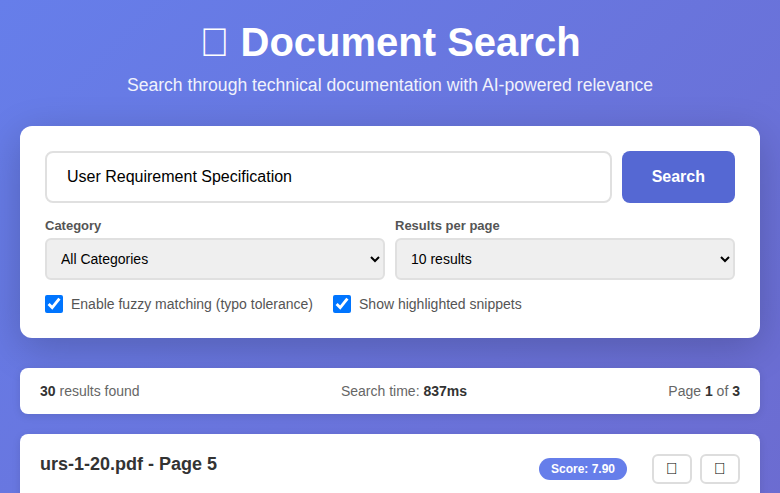 Document Search
Search through technical documentation with AI-powered relevance
User Requirement Specification
Search
Category
Results per page
All Categories
10 results
Enable fuzzy matching (typo tolerance)
Show highlighted snippets
30 results found
Search time: 837ms
Page 1 of 3
urs-1-20.pdf - Page 5
Score: 7.90